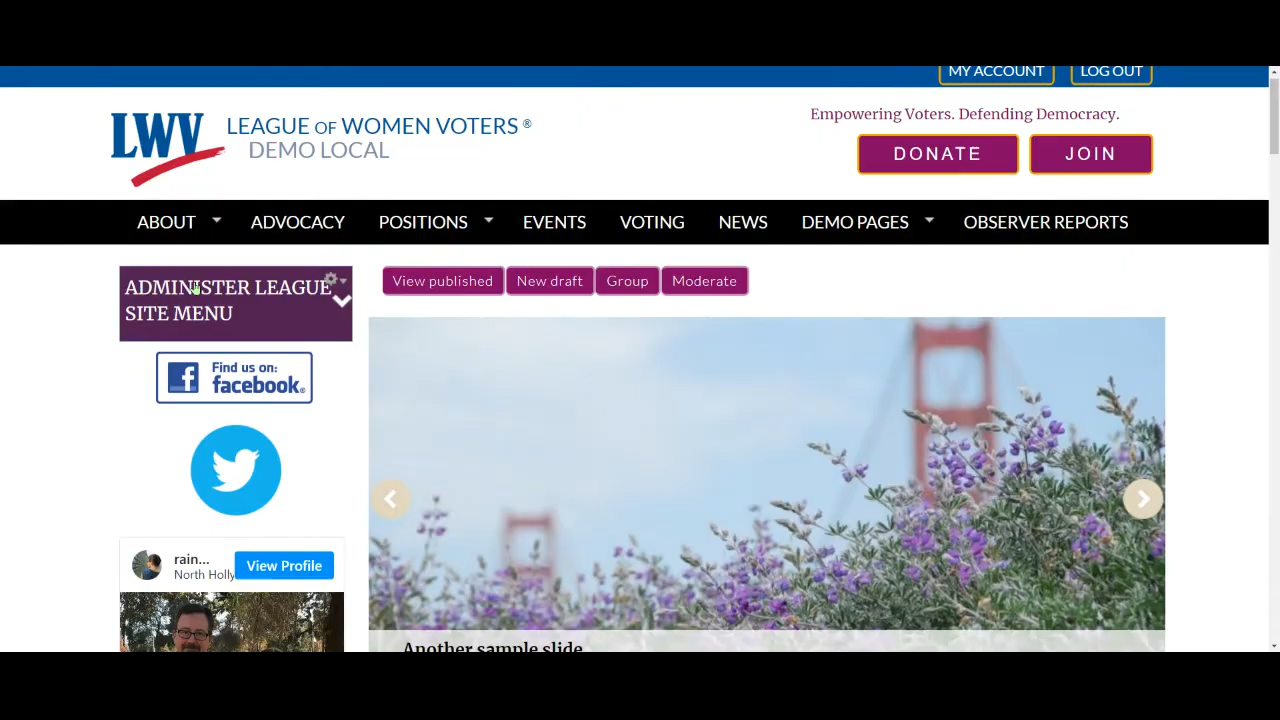 MY ACCOUNT LOG OUT
LWV LEAGUE OF WOMEN VOTERS ®
DEMO LOCAL
Empowering Voters. Defending Democracy.
DONATE JOIN
ABOUT ADVOCACY POSITIONS EVENTS VOTING NEWS DEMO PAGES OBSERVER REPORTS
ADMINISTER LEAGUE
SITE MENU
View published New draft Group Moderate
Find us on:
facebook®
rain...
North Holly
View Profile
Another sample slide